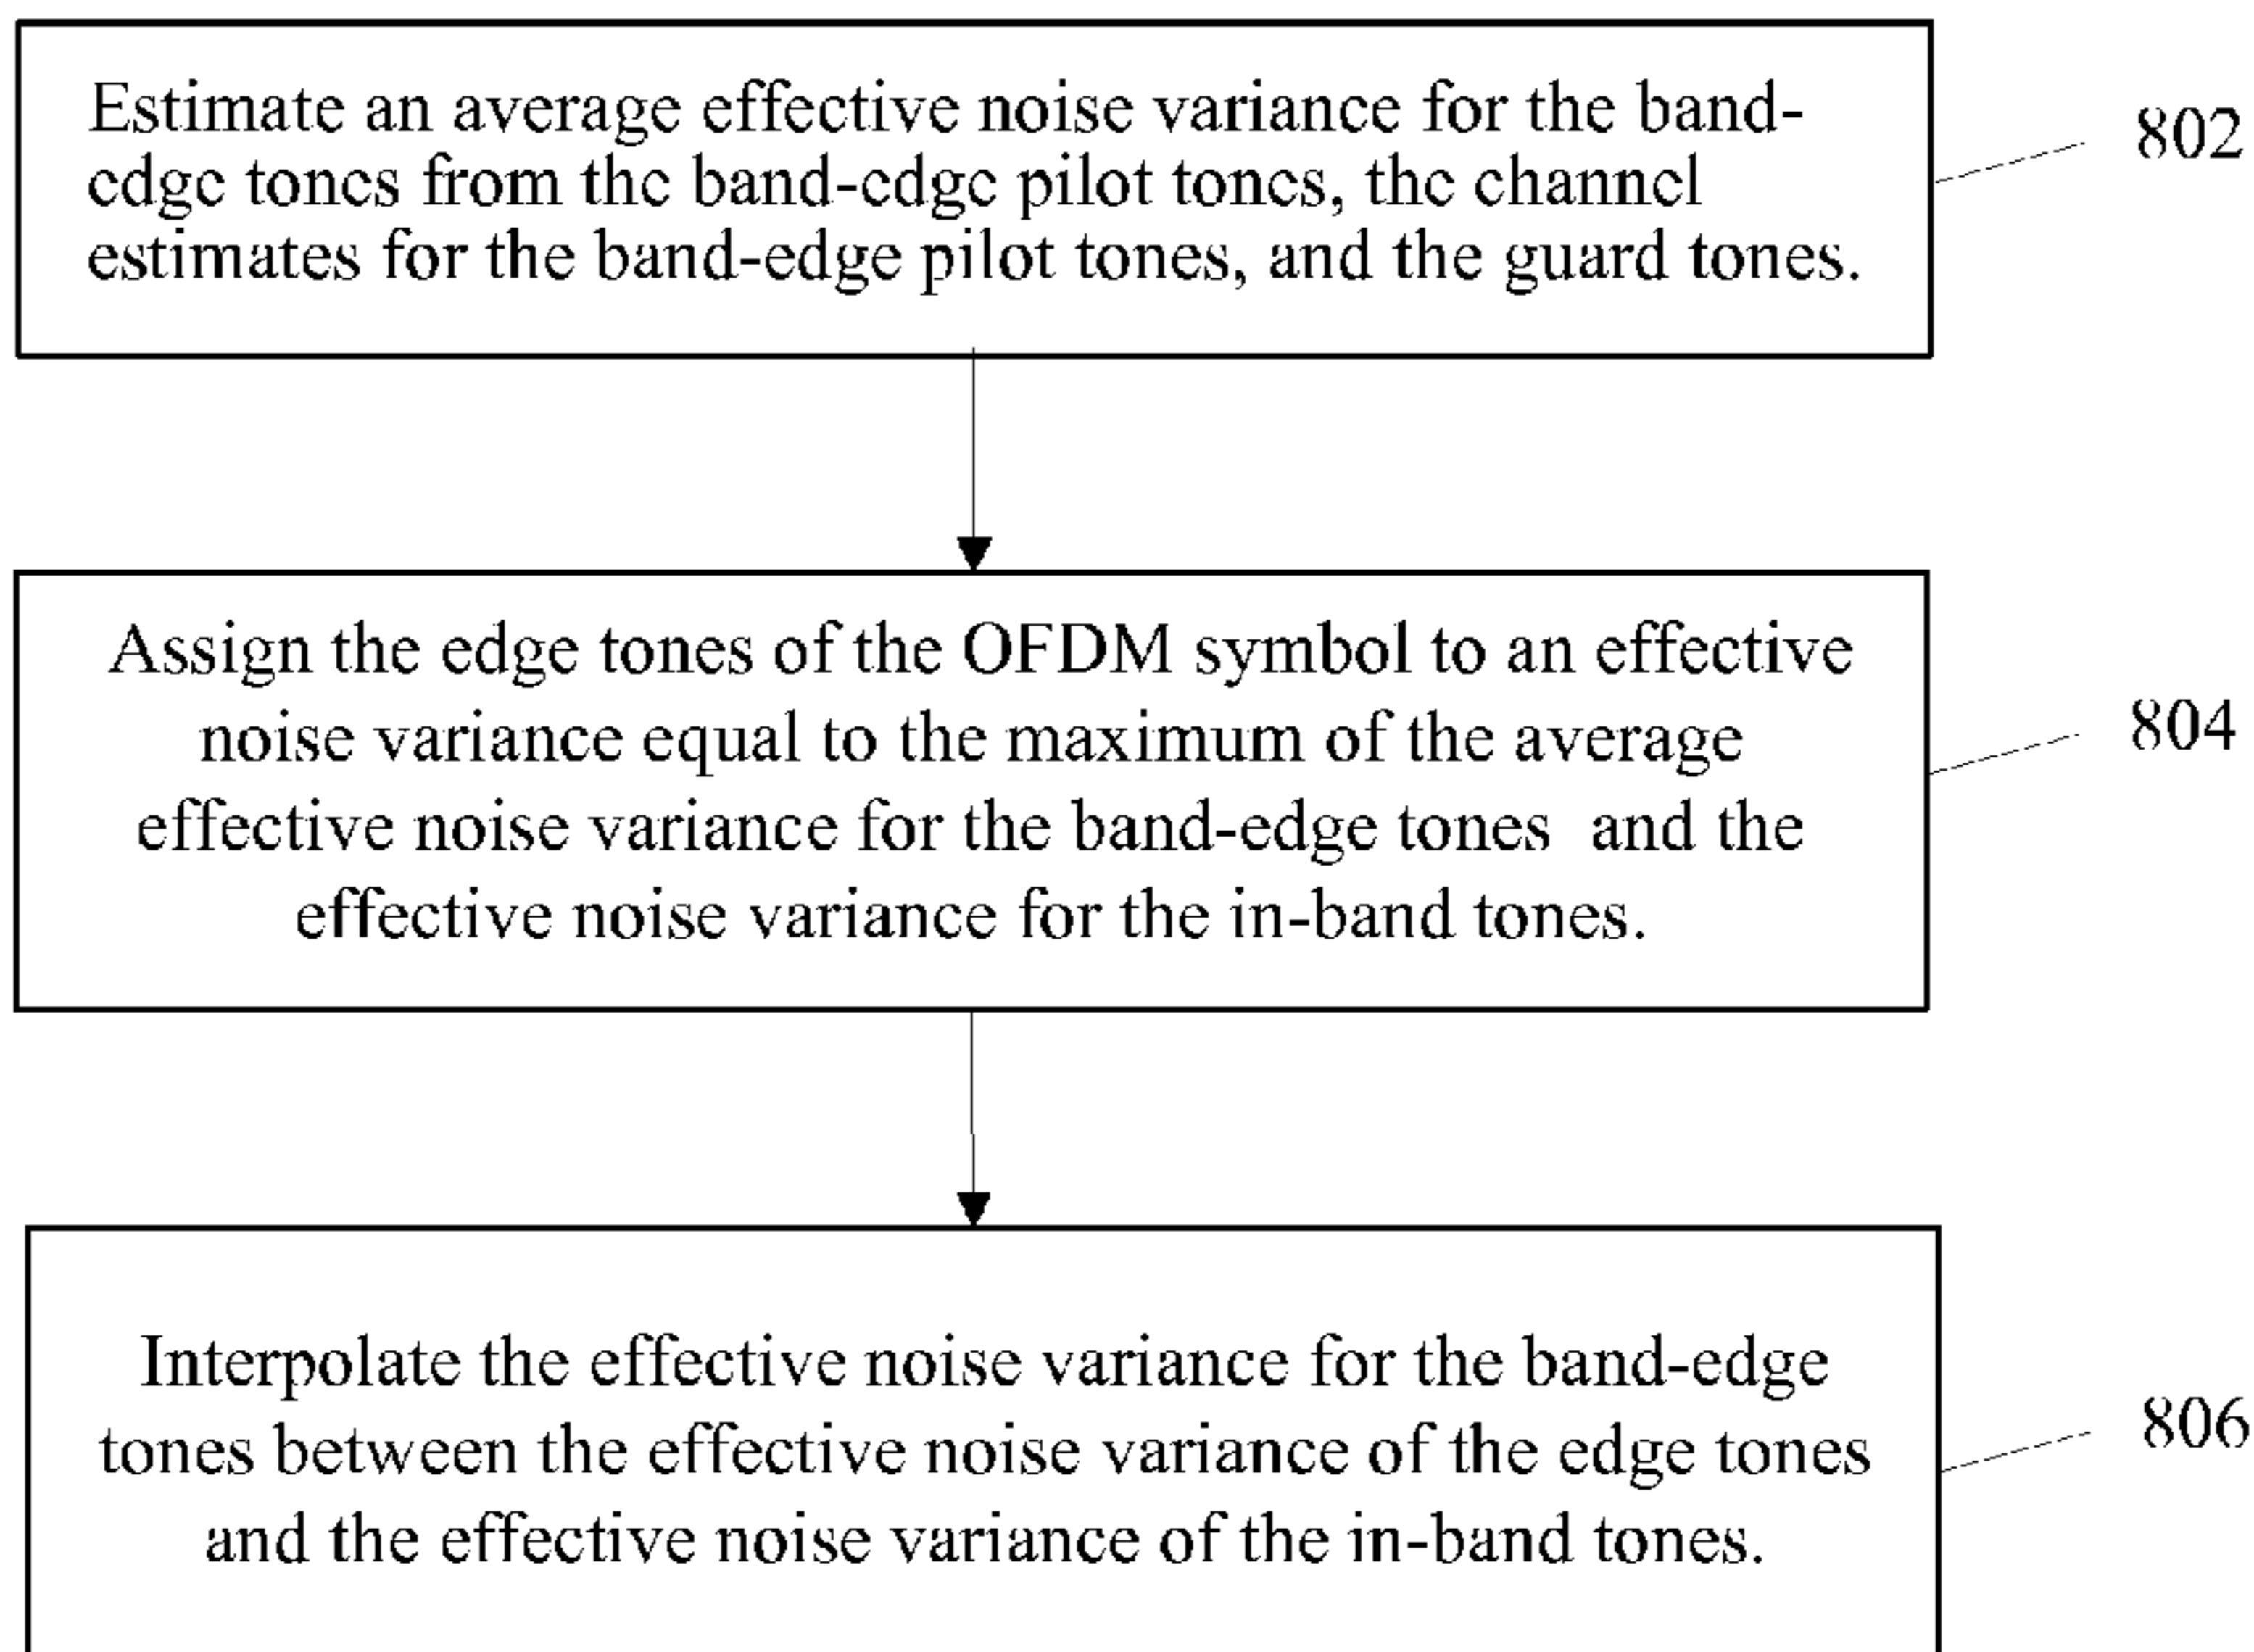 Estimate an average effective noise variance for the band-
edge tones from the band-edge pilot tones, the channel
estimates for the band-edge pilot tones, and the guard tones.
802
Assign the edge tones of the OFDM symbol to an effective
noise variance equal to the maximum of the average
effective noise variance for the band-edge tones and the
effective noise variance for the in-band tones.
804
Interpolate the effective noise variance for the band-edge
tones between the effective noise variance of the edge tones
and the effective noise variance of the in-band tones.
806